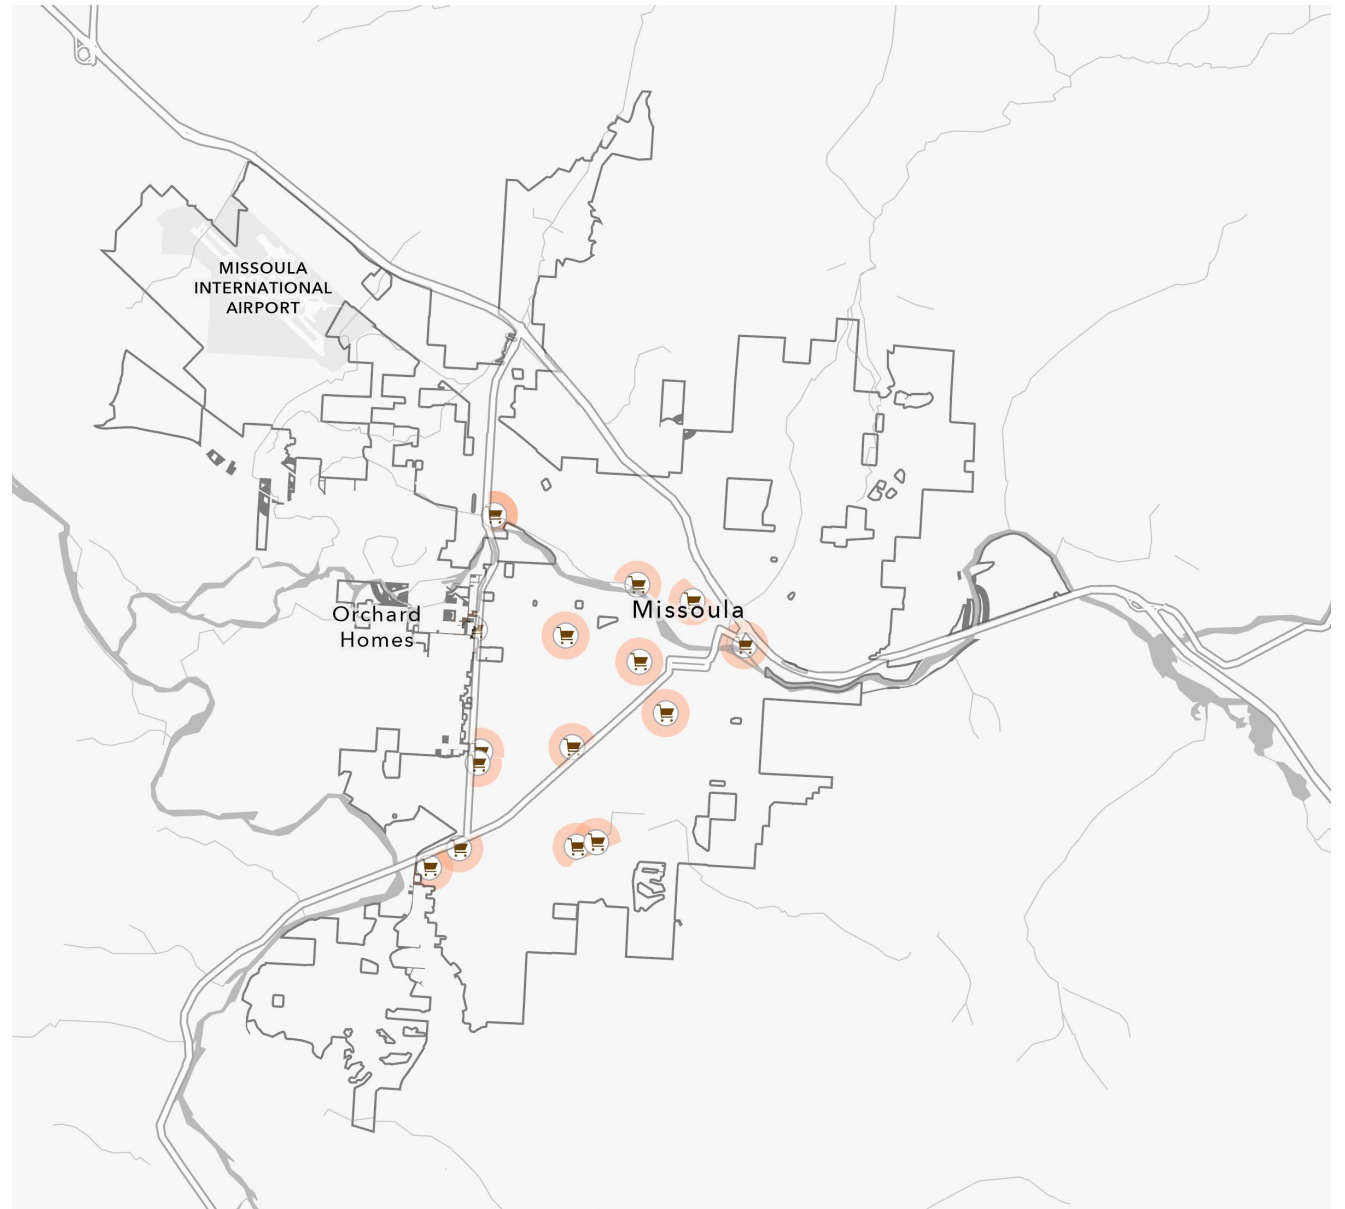 MISSOULA
INTERNATIONAL
AIRPORT
Orchard
Homes
Missoula